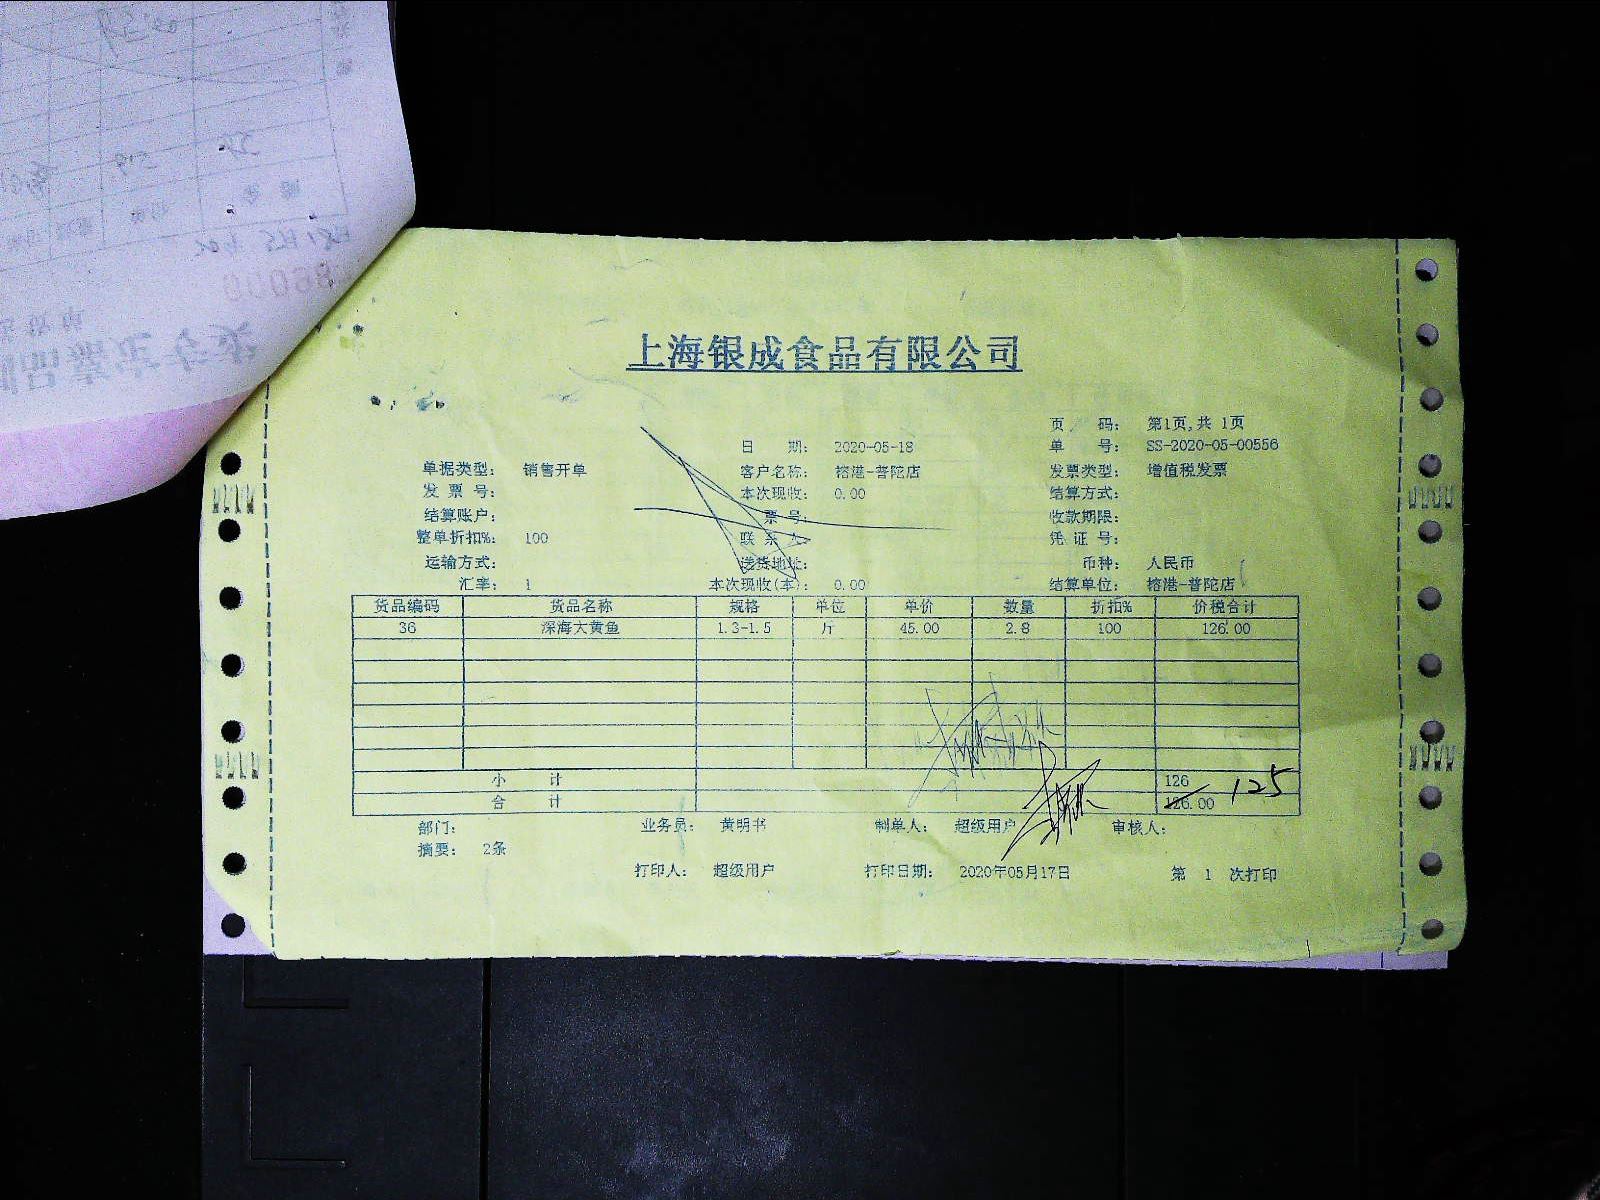 上海银成食品有限公司
页 码： 第1页,共 1页
日 期： 2020-05-18 单 号： SS-2020-05-00556
单据类型： 销售开单 客户名称： 榕港-普陀店 发票类型： 增值税发票
发 票 号： 本次现收： 0.00 结算方式：
结算账户： 票 号： 收款期限：
整单折扣%： 100 联 系 人： 凭 证 号：
运输方式： 送货地址： 币种： 人民币
汇率： 1 本次现收(本)： 0.00 结算单位： 榕港-普陀店
货品编码 货品名称 规格 单位 单价 数量 折扣% 价税合计
36 深海大黄鱼 1.3-1.5 斤 45.00 2.8 100 126.00
小 计 126
合 计 126.00 125
部门： 业务员： 黄明书 制单人： 超级用户 审核人：
摘要： 2条
打印人： 超级用户 打印日期： 2020年05月17日 第 1 次打印